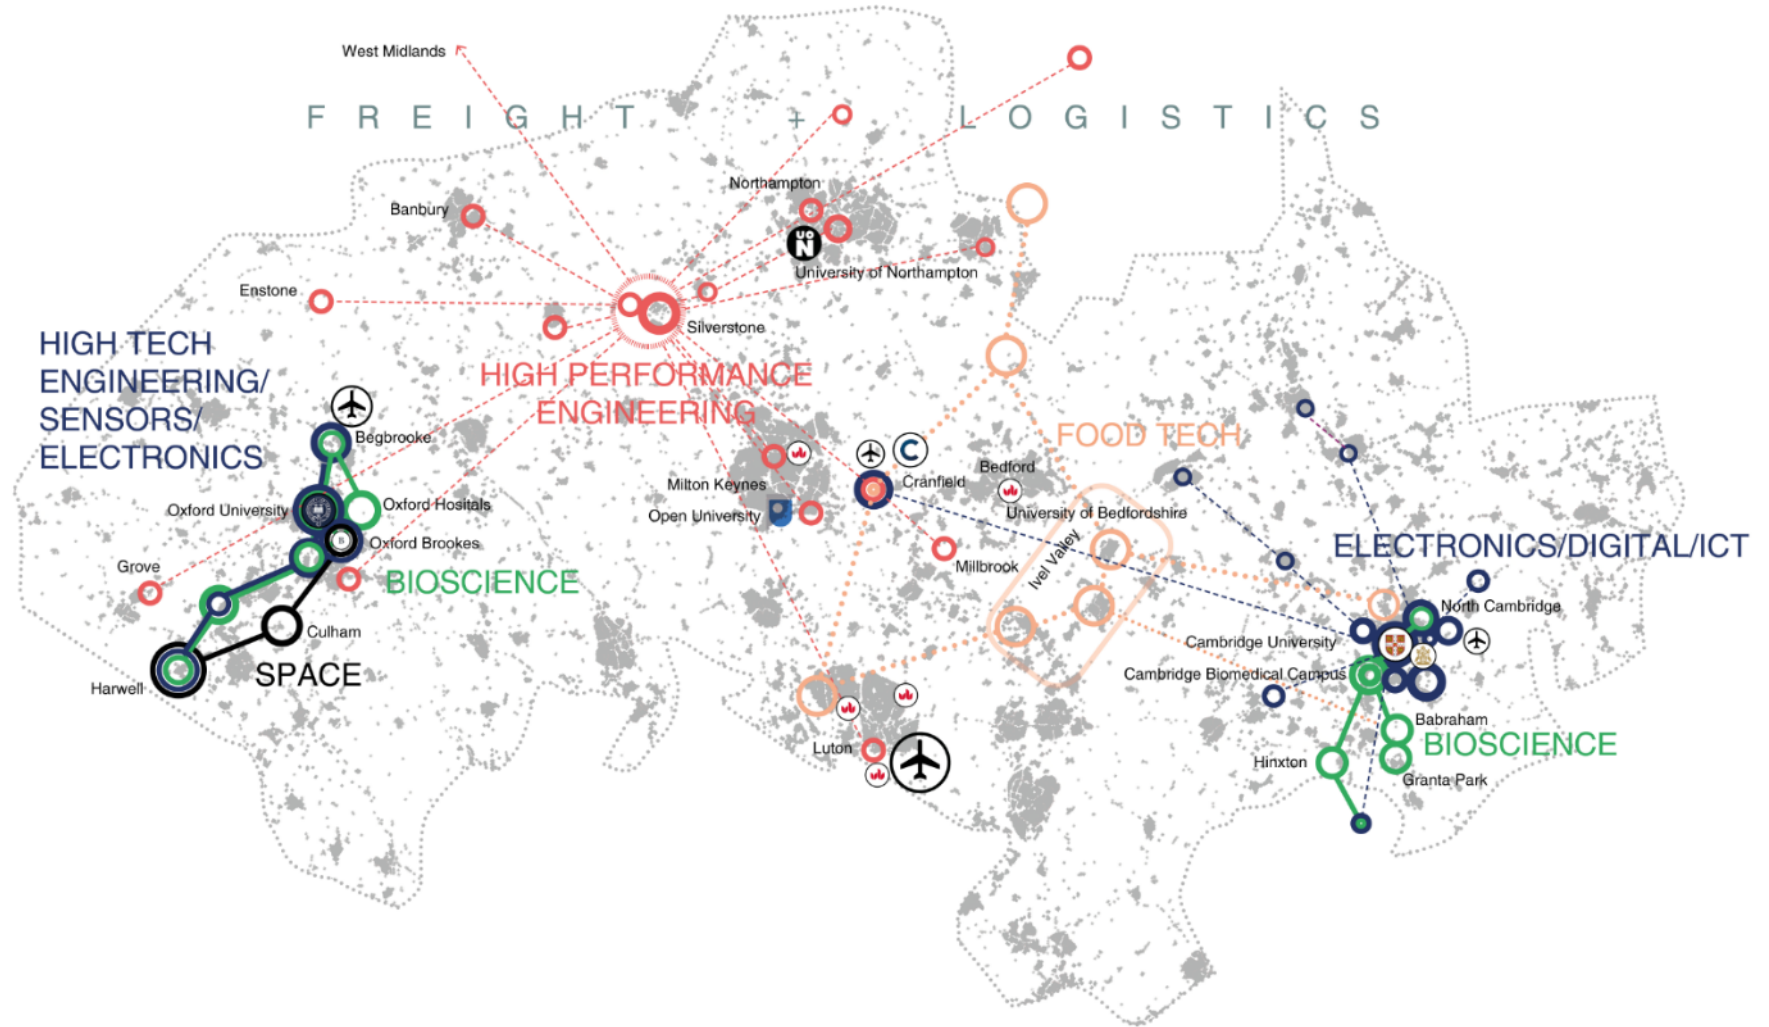 West Midlands
FREIGHT + LOGISTICS
Northampton
Banbury
UO
N
University of Northampton
Enstone
Silverstone
HIGH TECH
ENGINEERING/
SENSORS/
ELECTRONICS
HIGH PERFORMANCE
ENGINEERING
Begbrooke
FOOD TECH
C
Bedford
Cranfield
Milton Keynes
Oxford Hositals
Oxford University
Open University
University of Bedfordshire
B
Oxford Brookes
Ivel Valley
ELECTRONICS/DIGITAL/ICT
Grove
Millbrook
BIOSCIENCE
North Cambridge
Culham
Cambridge University
SPACE
Cambridge Biomedical Campus
Harwell
Babraham
BIOSCIENCE
Luton
Hinxton
Granta Park